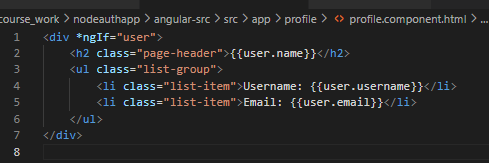 course_work > nodeauthapp > angular-src > src > app > profile > <> profile.component.html > ...
1 <div *ngIf="user">
2     <h2 class="page-header">{{user.name}}</h2>
3     <ul class="list-group">
4         <li class="list-item">Username: {{user.username}}</li>
5         <li class="list-item">Email: {{user.email}}</li>
6     </ul>
7 </div>
8